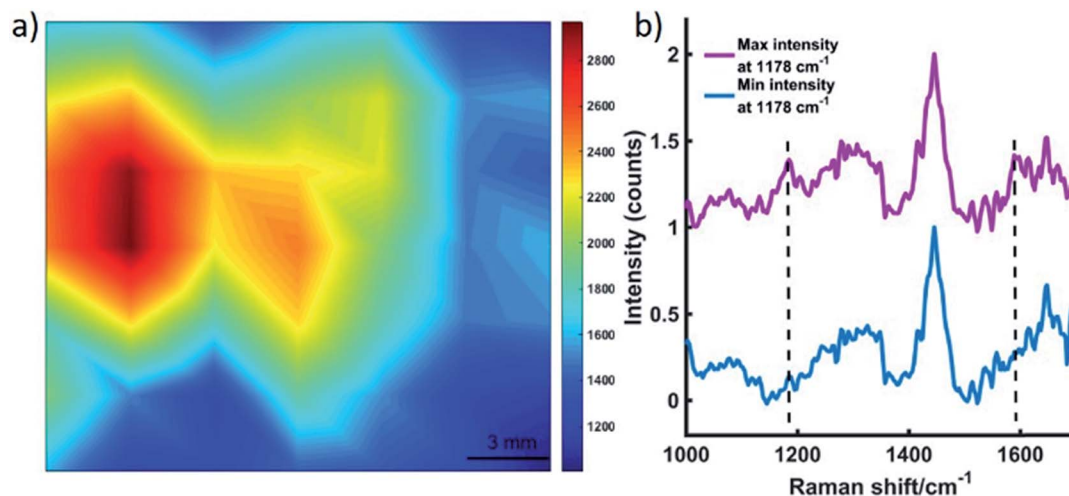 a)
2800
2600
2400
2200
2000
1800
1600
1400
1200
3 mm
b)
Max intensity
at 1178 cm⁻¹
Min intensity
at 1178 cm⁻¹
2
1.5
1
0.5
0
Intensity (counts)
1000 1200 1400 1600
Raman shift/cm⁻¹